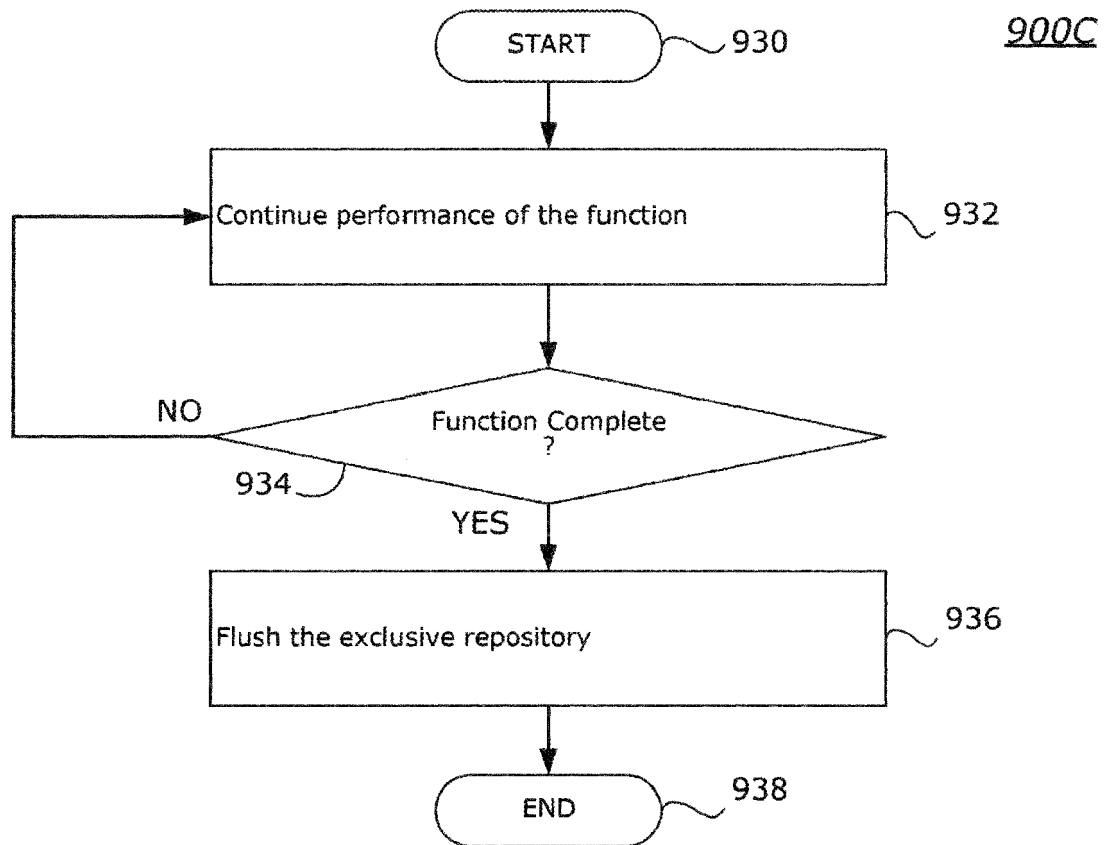 900C
START
930
Continue performance of the function
932
Function Complete
?
NO
934
YES
Flush the exclusive repository
936
END
938